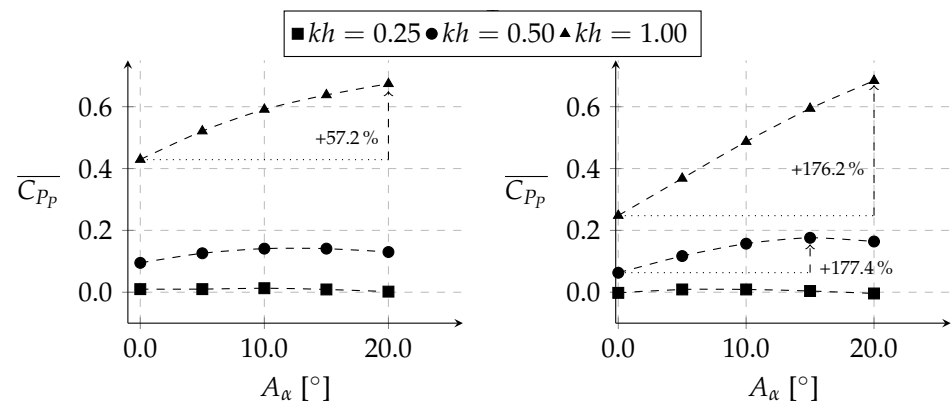 ■ kh = 0.25 ● kh = 0.50 ▲ kh = 1.00
0.6
0.4
0.2
0.0
$\overline{C_{P_P}}$
+57.2 %
0.0 10.0 20.0
A_α [°]
0.6
0.4
0.2
0.0
$\overline{C_{P_P}}$
+176.2 %
+177.4 %
0.0 10.0 20.0
A_α [°]